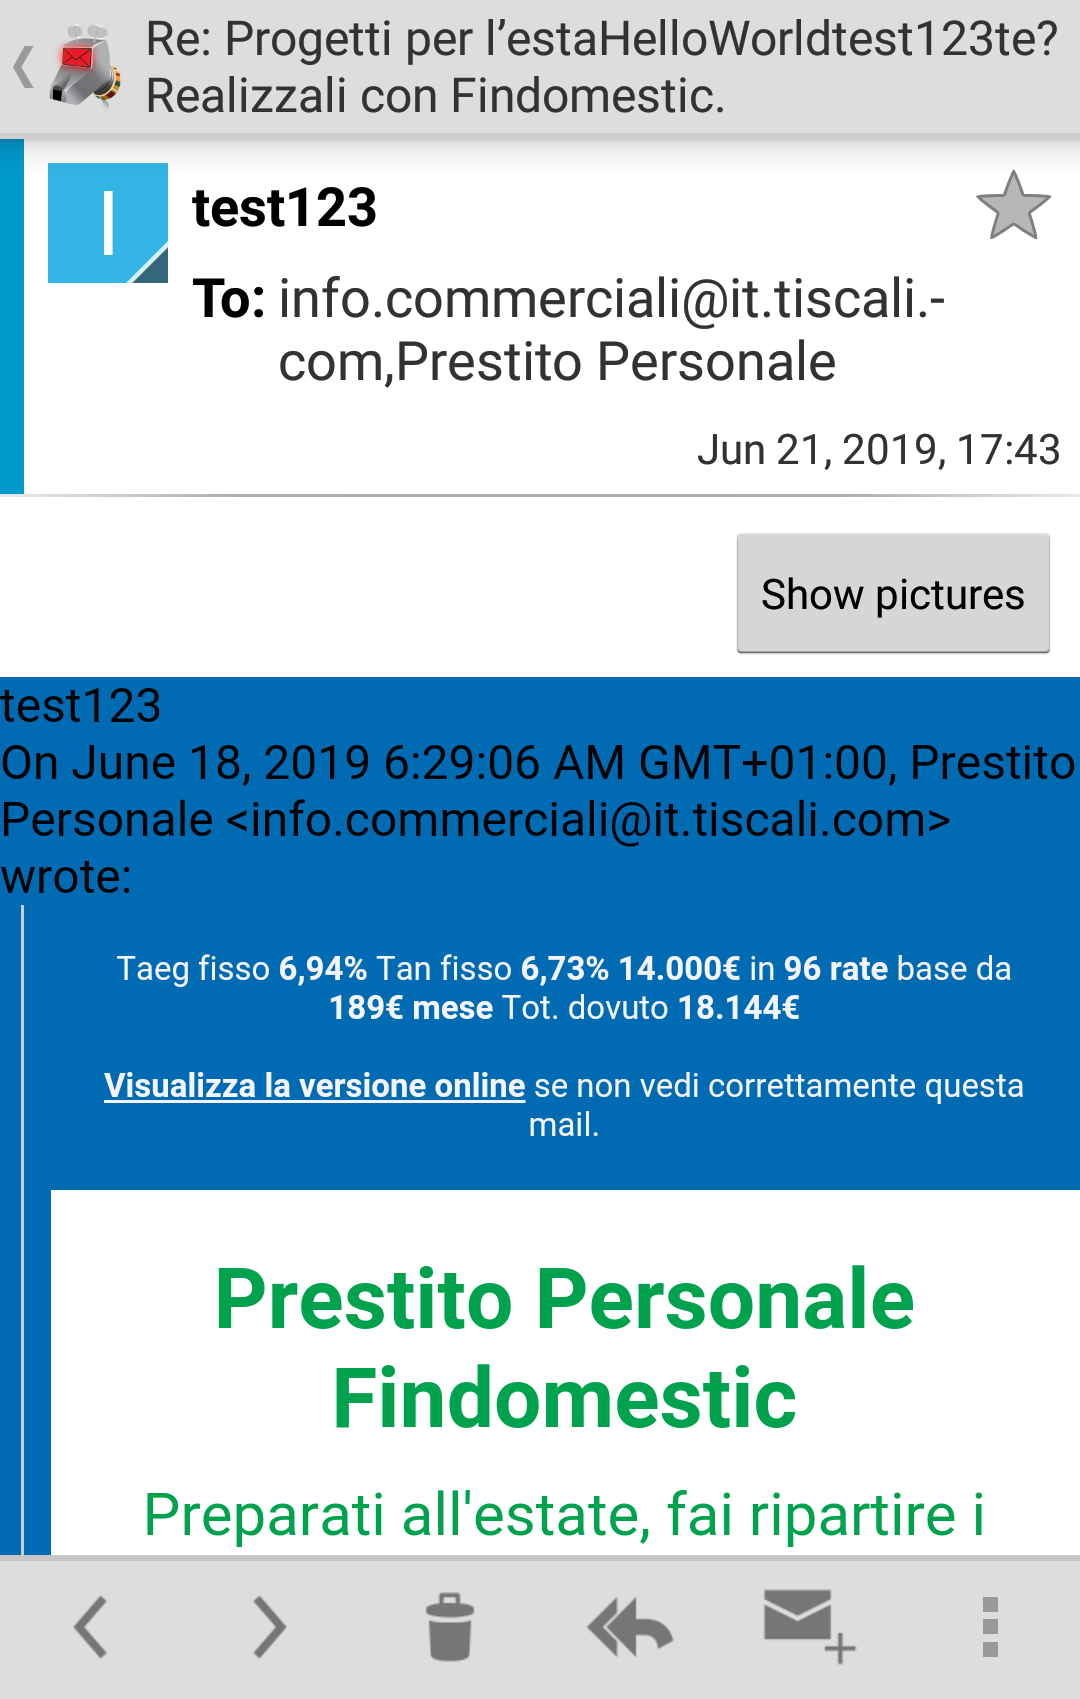 Re: Progetti per l’estaHelloWorldtest123te?
Realizzali con Findomestic.
I
test123
To: info.commerciali@it.tiscali.-
com,Prestito Personale
Jun 21, 2019, 17:43
Show pictures
test123
On June 18, 2019 6:29:06 AM GMT+01:00, Prestito
Personale <info.commerciali@it.tiscali.com>
wrote:
Taeg fisso 6,94% Tan fisso 6,73% 14.000€ in 96 rate base da
189€ mese Tot. dovuto 18.144€
Visualizza la versione online se non vedi correttamente questa
mail.
Prestito Personale
Findomestic
Preparati all'estate, fai ripartire i